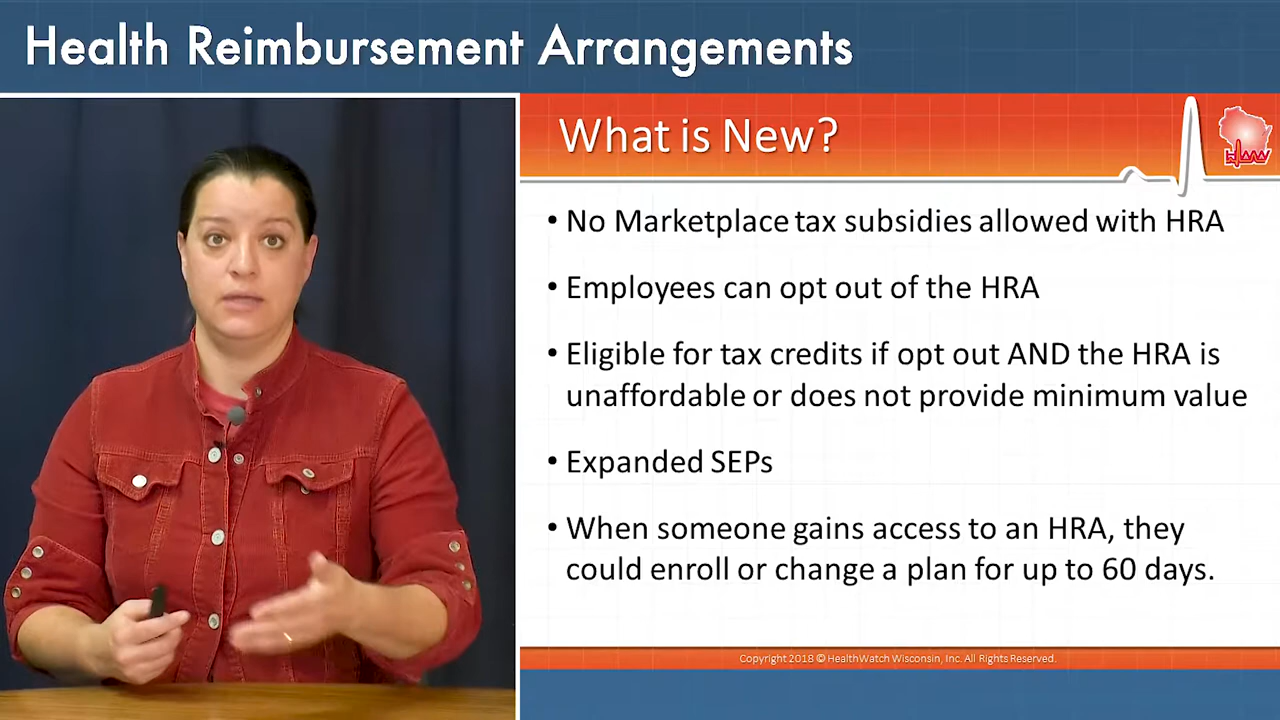 Health Reimbursement Arrangements
What is New?
• No Marketplace tax subsidies allowed with HRA
• Employees can opt out of the HRA
• Eligible for tax credits if opt out AND the HRA is
unaffordable or does not provide minimum value
• Expanded SEPs
• When someone gains access to an HRA, they
could enroll or change a plan for up to 60 days.
Copyright 2018 © HealthWatch Wisconsin, Inc. All Rights Reserved.